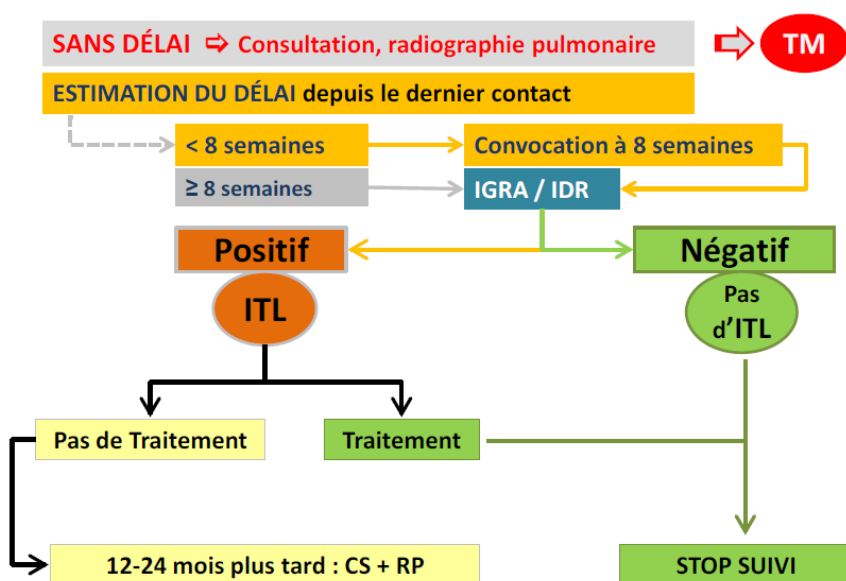 SANS DÉLAI ⇨ Consultation, radiographie pulmonaire
TM
ESTIMATION DU DÉLAI depuis le dernier contact
< 8 semaines
Convocation à 8 semaines
≥ 8 semaines
IGRA / IDR
Positif
Négatif
ITL
Pas
d'ITL
Pas de Traitement
Traitement
12-24 mois plus tard : CS + RP
STOP SUIVI